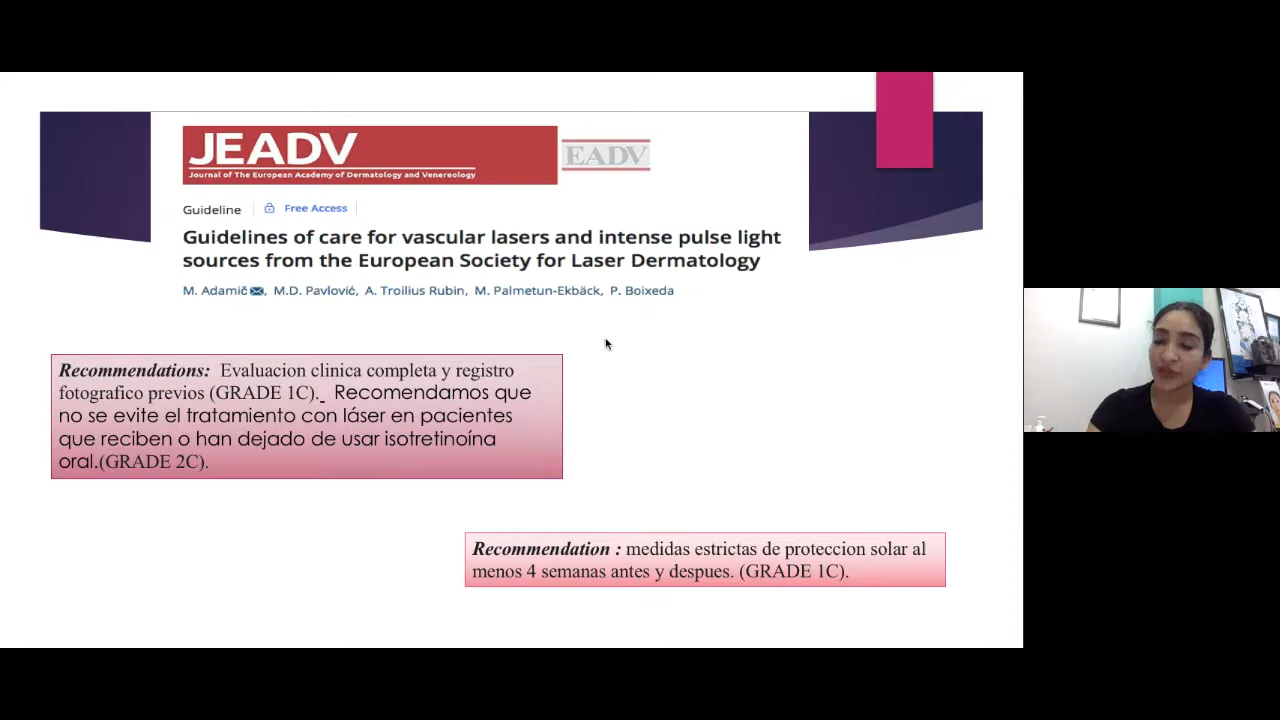 JEADV
Journal of The European Academy of Dermatology and Venereology
EADV
Guideline
Free Access
Guidelines of care for vascular lasers and intense pulse light
sources from the European Society for Laser Dermatology
M. Adamič, M.D. Pavlović, A. Troilius Rubin, M. Palmetun-Ekbäck, P. Boixeda
Recommendations: Evaluacion clinica completa y registro
fotografico previos (GRADE 1C).  Recomendamos que
no se evite el tratamiento con láser en pacientes
que reciben o han dejado de usar isotretinoína
oral.(GRADE 2C).
Recommendation : medidas estrictas de proteccion solar al
menos 4 semanas antes y despues. (GRADE 1C).